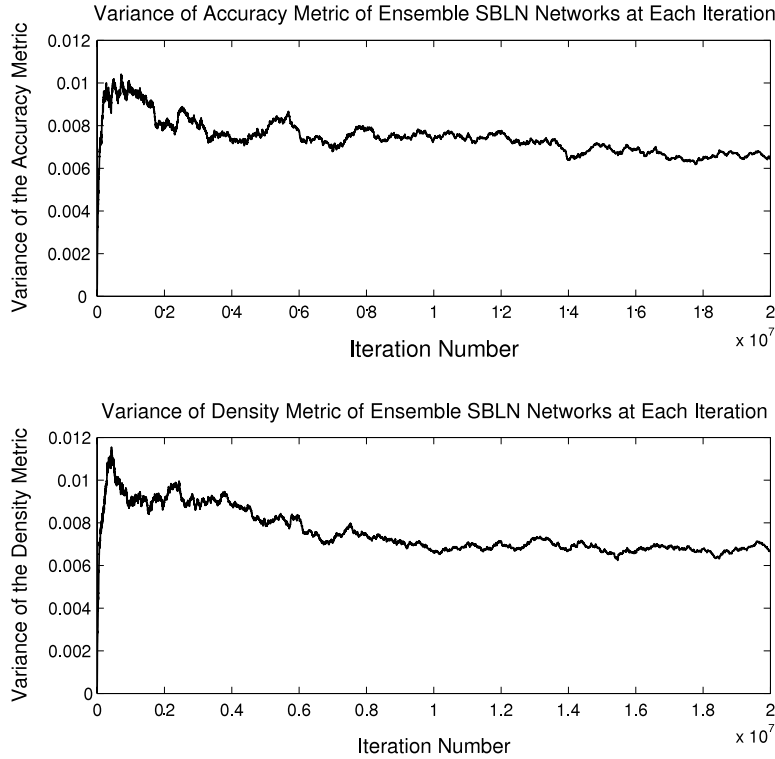 Variance of Accuracy Metric of Ensemble SBLN Networks at Each Iteration
Variance of the Accuracy Metric
0.012
0.01
0.008
0.006
0.004
0.002
0
0 0.2 0.4 0.6 0.8 1 1.2 1.4 1.6 1.8 2
x 10^7
Iteration Number
Variance of Density Metric of Ensemble SBLN Networks at Each Iteration
Variance of the Density Metric
0.012
0.01
0.008
0.006
0.004
0.002
0
0 0.2 0.4 0.6 0.8 1 1.2 1.4 1.6 1.8 2
x 10^7
Iteration Number